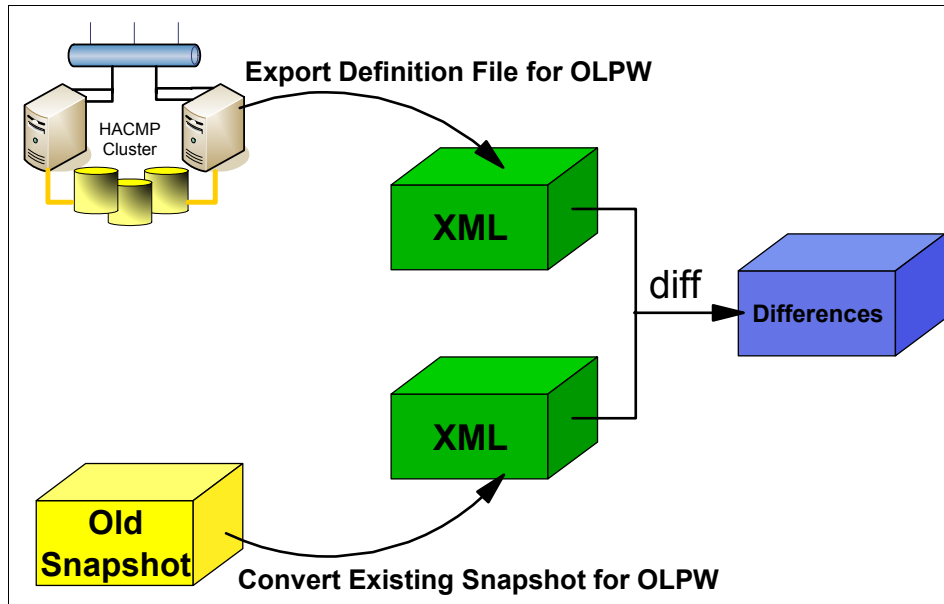 Export Definition File for OLPW
HACMP
Cluster
XML
diff
Differences
XML
Old
Snapshot
Convert Existing Snapshot for OLPW